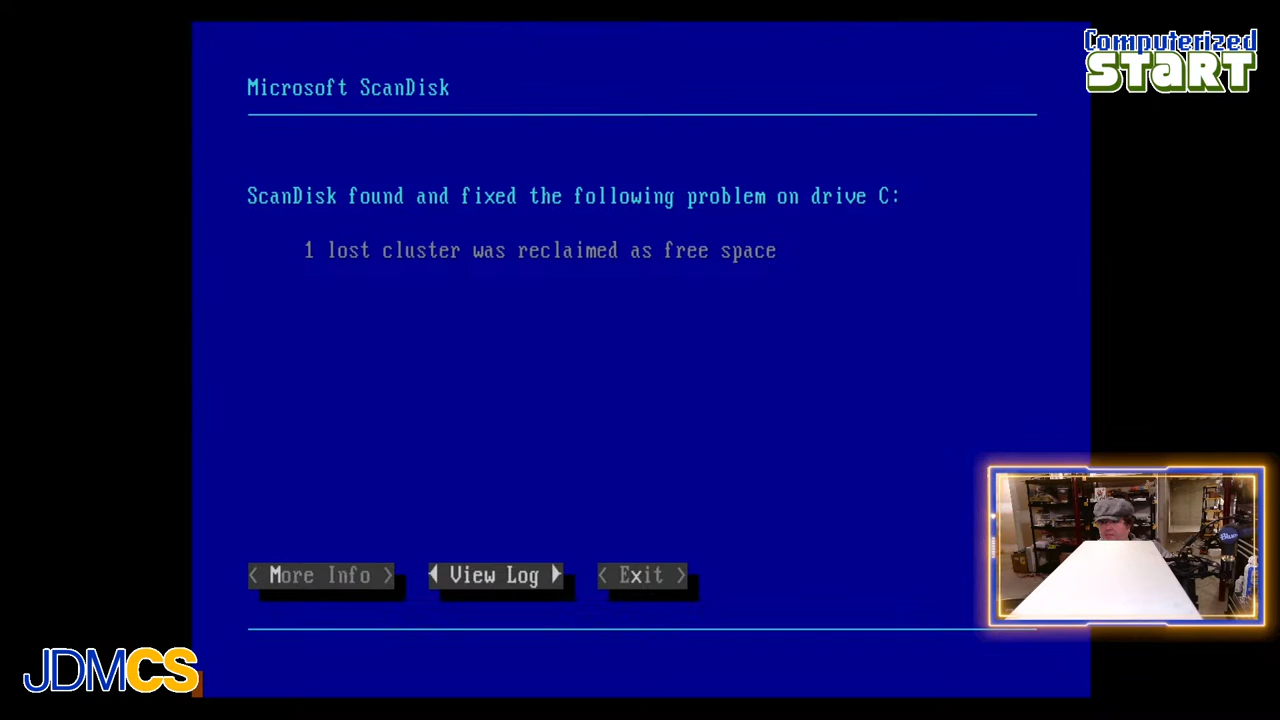 Computerized
START
Microsoft ScanDisk
ScanDisk found and fixed the following problem on drive C:
1 lost cluster was reclaimed as free space
< More Info > ◄ View Log ► < Exit >
Blue
JDMCS